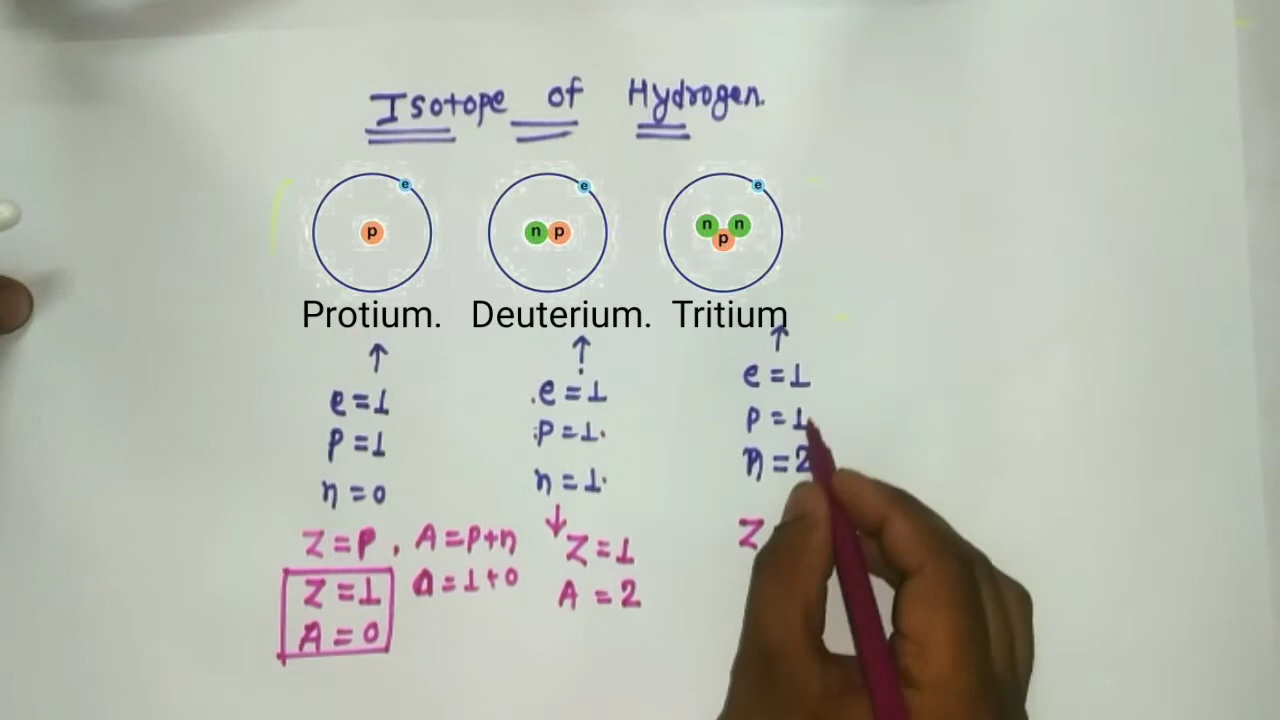 Isotope of Hydrogen.
e e e
p n p n p n
Protium. Deuterium. Tritium
e = 1
p = 1
n = 0
Z = p , A = p+n
Z = 1 A = 1+0
A = 0
e = 1
p = 1
n = 1
Z = 1
A = 2
e = 1
p = 1
n = 2
Z